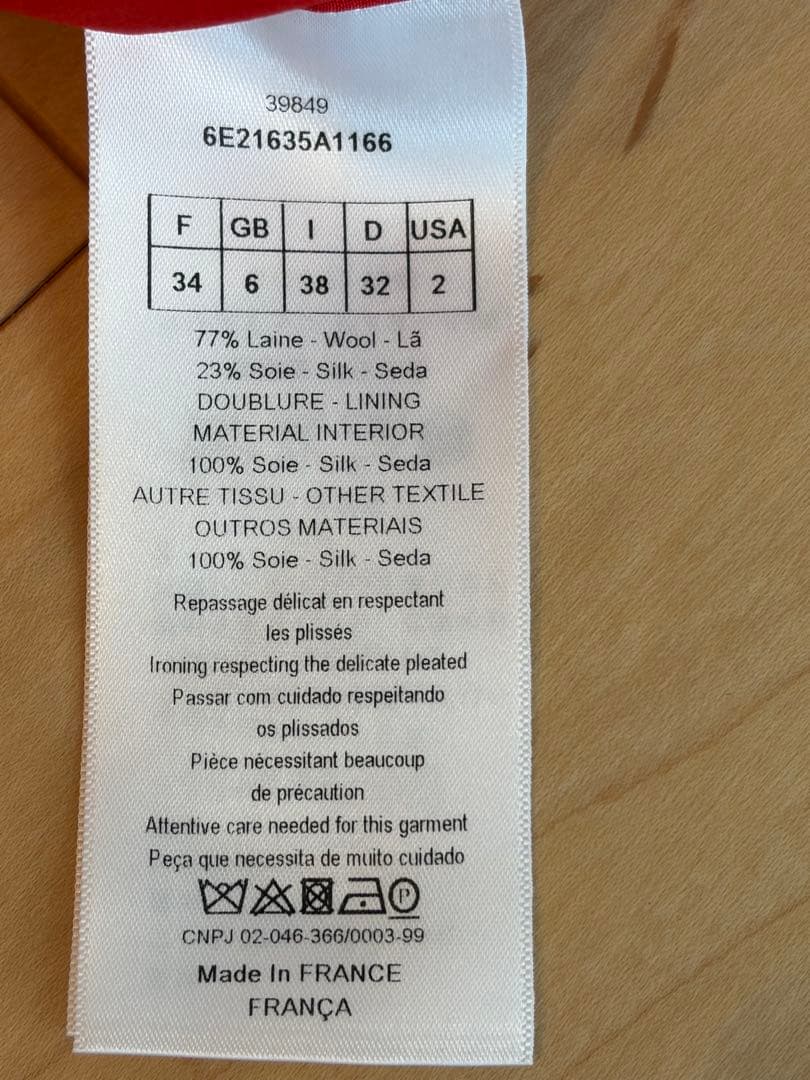 39849
6E21635A1166
F GB I D USA
34 6 38 32 2
77% Laine - Wool - Lã
23% Soie - Silk - Seda
DOUBLURE - LINING
MATERIAL INTERIOR
100% Soie - Silk - Seda
AUTRE TISSU - OTHER TEXTILE
OUTROS MATERIAIS
100% Soie - Silk - Seda
Repassage délicat en respectant
les plissés
Ironing respecting the delicate pleated
Passar com cuidado respeitando
os plissados
Pièce nécessitant beaucoup
de précaution
Attentive care needed for this garment
Peça que necessita de muito cuidado
P
CNPJ 02-046-366/0003-99
Made In FRANCE
FRANÇA